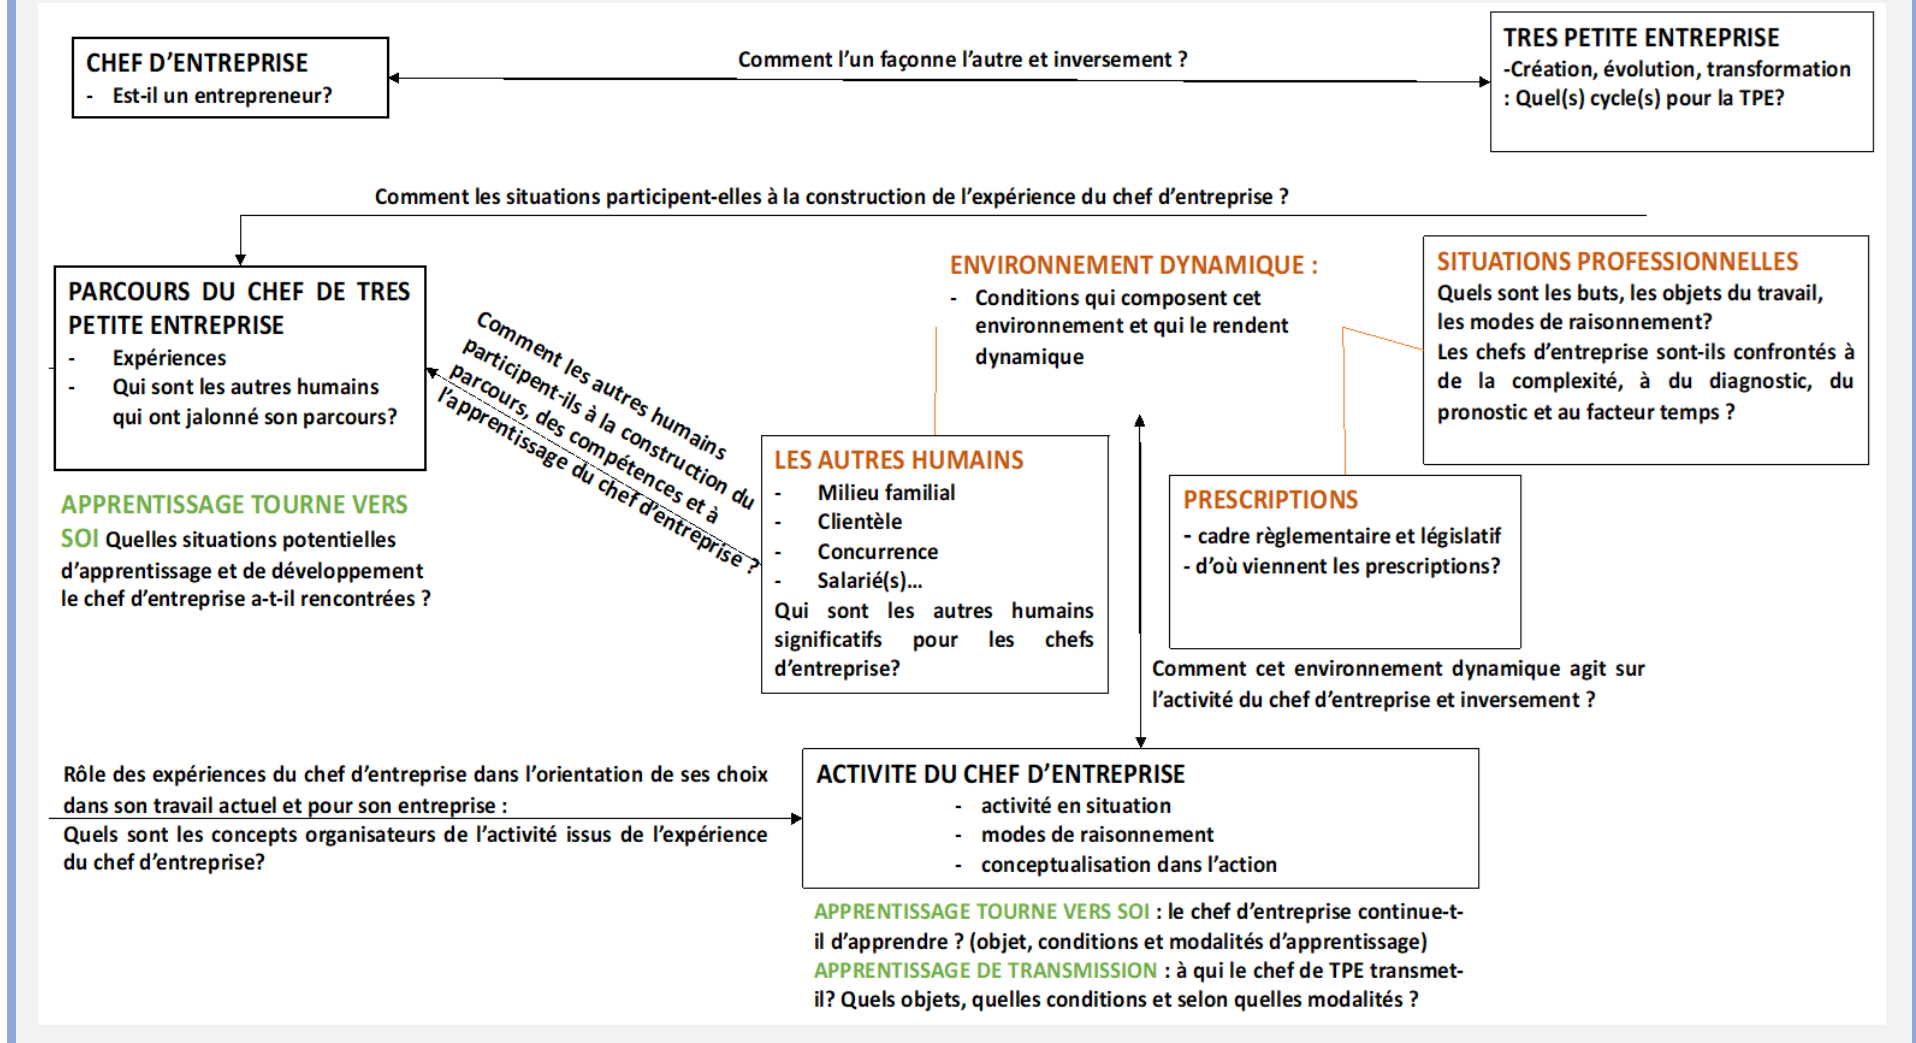 CHEF D’ENTREPRISE
- Est-il un entrepreneur?
Comment l’un façonne l’autre et inversement ?
TRES PETITE ENTREPRISE
-Création, évolution, transformation
: Quel(s) cycle(s) pour la TPE?
Comment les situations participent-elles à la construction de l’expérience du chef d’entreprise ?
PARCOURS DU CHEF DE TRES
PETITE ENTREPRISE
- Expériences
- Qui sont les autres humains
qui ont jalonné son parcours?
APPRENTISSAGE TOURNE VERS
SOI Quelles situations potentielles
d’apprentissage et de développement
le chef d’entreprise a-t-il rencontrées ?
Comment les autres humains
participent-ils à la construction du
parcours, des compétences et à
l’apprentissage du chef d’entreprise ?
ENVIRONNEMENT DYNAMIQUE :
- Conditions qui composent cet
environnement et qui le rendent
dynamique
SITUATIONS PROFESSIONNELLES
Quels sont les buts, les objets du travail,
les modes de raisonnement?
Les chefs d’entreprise sont-ils confrontés à
de la complexité, à du diagnostic, du
pronostic et au facteur temps ?
LES AUTRES HUMAINS
- Milieu familial
- Clientèle
- Concurrence
- Salarié(s)...
Qui sont les autres humains
significatifs pour les chefs
d’entreprise?
PRESCRIPTIONS
- cadre règlementaire et législatif
- d’où viennent les prescriptions?
Comment cet environnement dynamique agit sur
l’activité du chef d’entreprise et inversement ?
Rôle des expériences du chef d’entreprise dans l’orientation de ses choix
dans son travail actuel et pour son entreprise :
Quels sont les concepts organisateurs de l’activité issus de l’expérience
du chef d’entreprise?
ACTIVITE DU CHEF D’ENTREPRISE
- activité en situation
- modes de raisonnement
- conceptualisation dans l’action
APPRENTISSAGE TOURNE VERS SOI : le chef d’entreprise continue-t-
il d’apprendre ? (objet, conditions et modalités d’apprentissage)
APPRENTISSAGE DE TRANSMISSION : à qui le chef de TPE transmet-
il? Quels objets, quelles conditions et selon quelles modalités ?